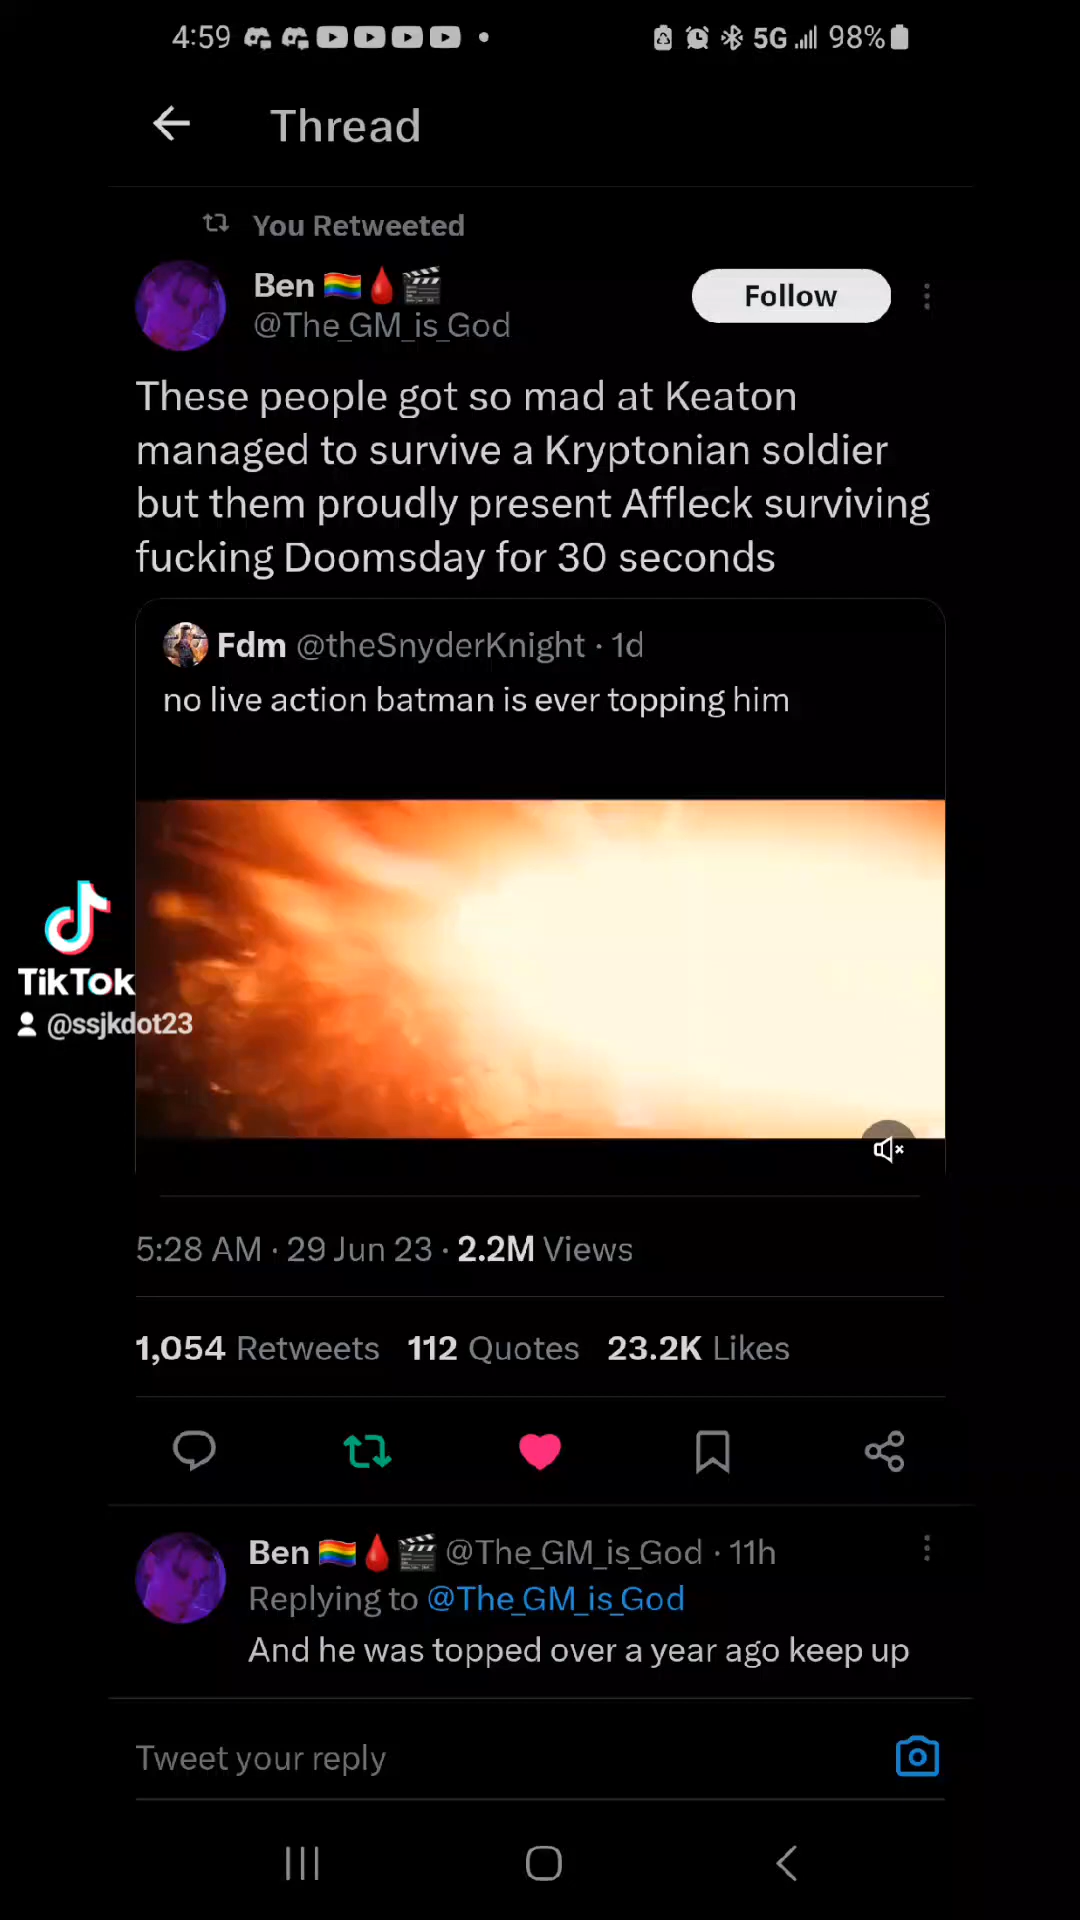 4:59
5G 98%
Thread
You Retweeted
Ben 🏳️‍🌈🩸🎬
@The_GM_is_God
Follow
These people got so mad at Keaton
managed to survive a Kryptonian soldier
but them proudly present Affleck surviving
fucking Doomsday for 30 seconds
Fdm @theSnyderKnight · 1d
no live action batman is ever topping him
TikTok
@ssjkdot23
5:28 AM · 29 Jun 23 · 2.2M Views
1,054 Retweets 112 Quotes 23.2K Likes
Ben 🏳️‍🌈🩸🎬 @The_GM_is_God · 11h
Replying to @The_GM_is_God
And he was topped over a year ago keep up
Tweet your reply